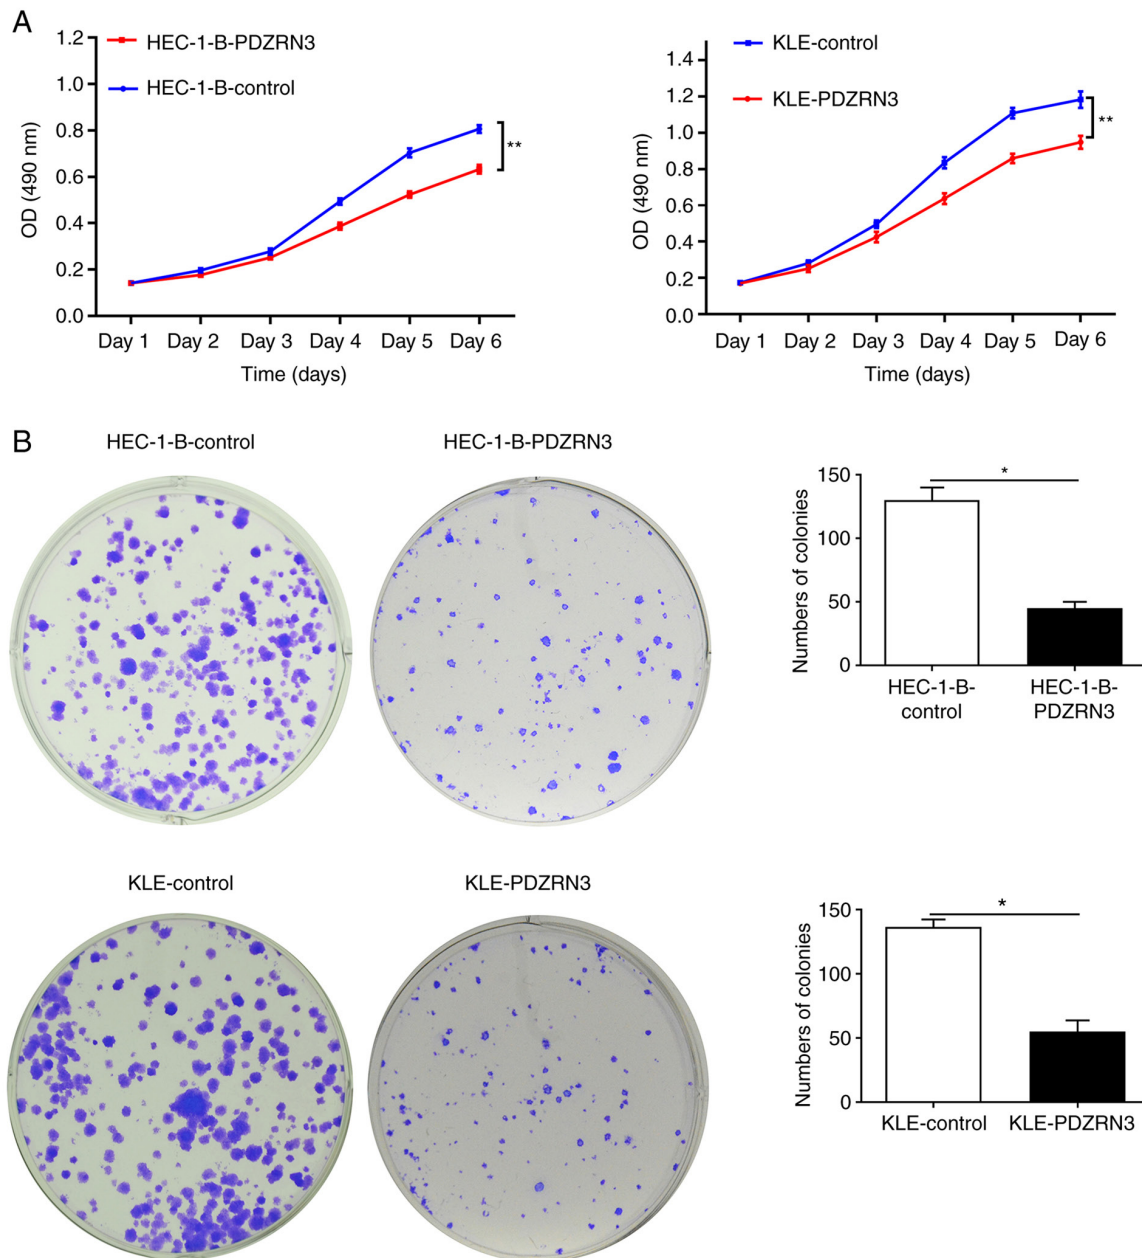 A
1.2
1.0
0.8
0.6
0.4
0.2
0.0
OD (490 nm)
HEC-1-B-PDZRN3
HEC-1-B-control
**
Day 1 Day 2 Day 3 Day 4 Day 5 Day 6
Time (days)
1.4
1.2
1.0
0.8
0.6
0.4
0.2
0.0
OD (490 nm)
KLE-control
KLE-PDZRN3
**
Day 1 Day 2 Day 3 Day 4 Day 5 Day 6
Time (days)
B
HEC-1-B-control
HEC-1-B-PDZRN3
150
100
50
0
Numbers of colonies
*
HEC-1-B-
control
HEC-1-B-
PDZRN3
KLE-control
KLE-PDZRN3
150
100
50
0
Numbers of colonies
*
KLE-control
KLE-PDZRN3